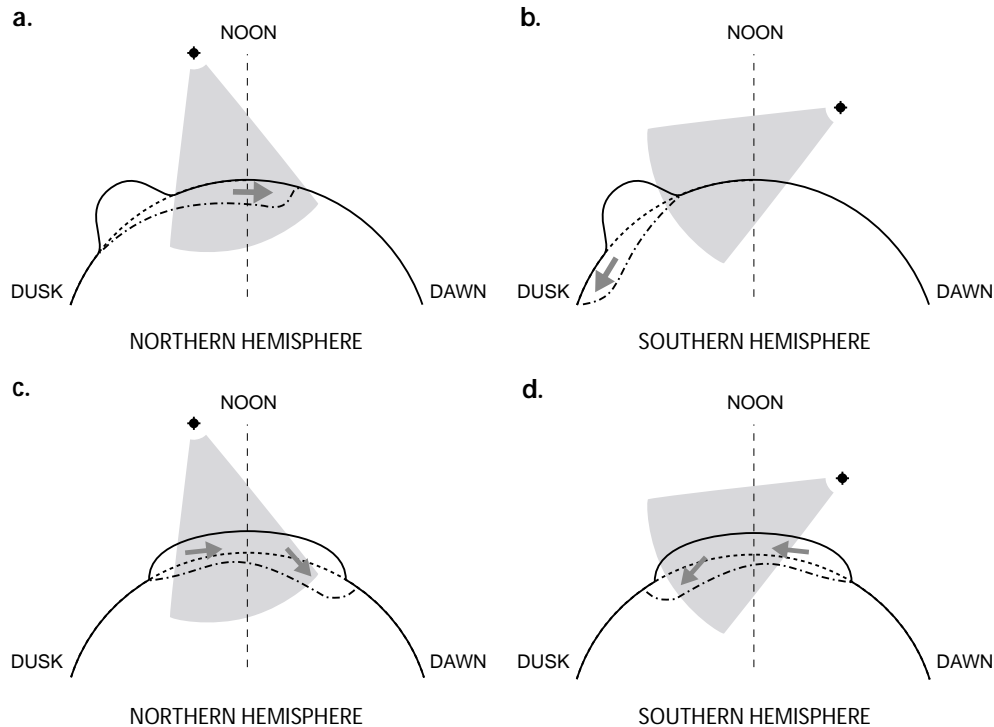 a.
NOON
DUSK
DAWN
NORTHERN HEMISPHERE
b.
NOON
DUSK
DAWN
SOUTHERN HEMISPHERE
c.
NOON
DUSK
DAWN
NORTHERN HEMISPHERE
d.
NOON
DUSK
DAWN
SOUTHERN HEMISPHERE